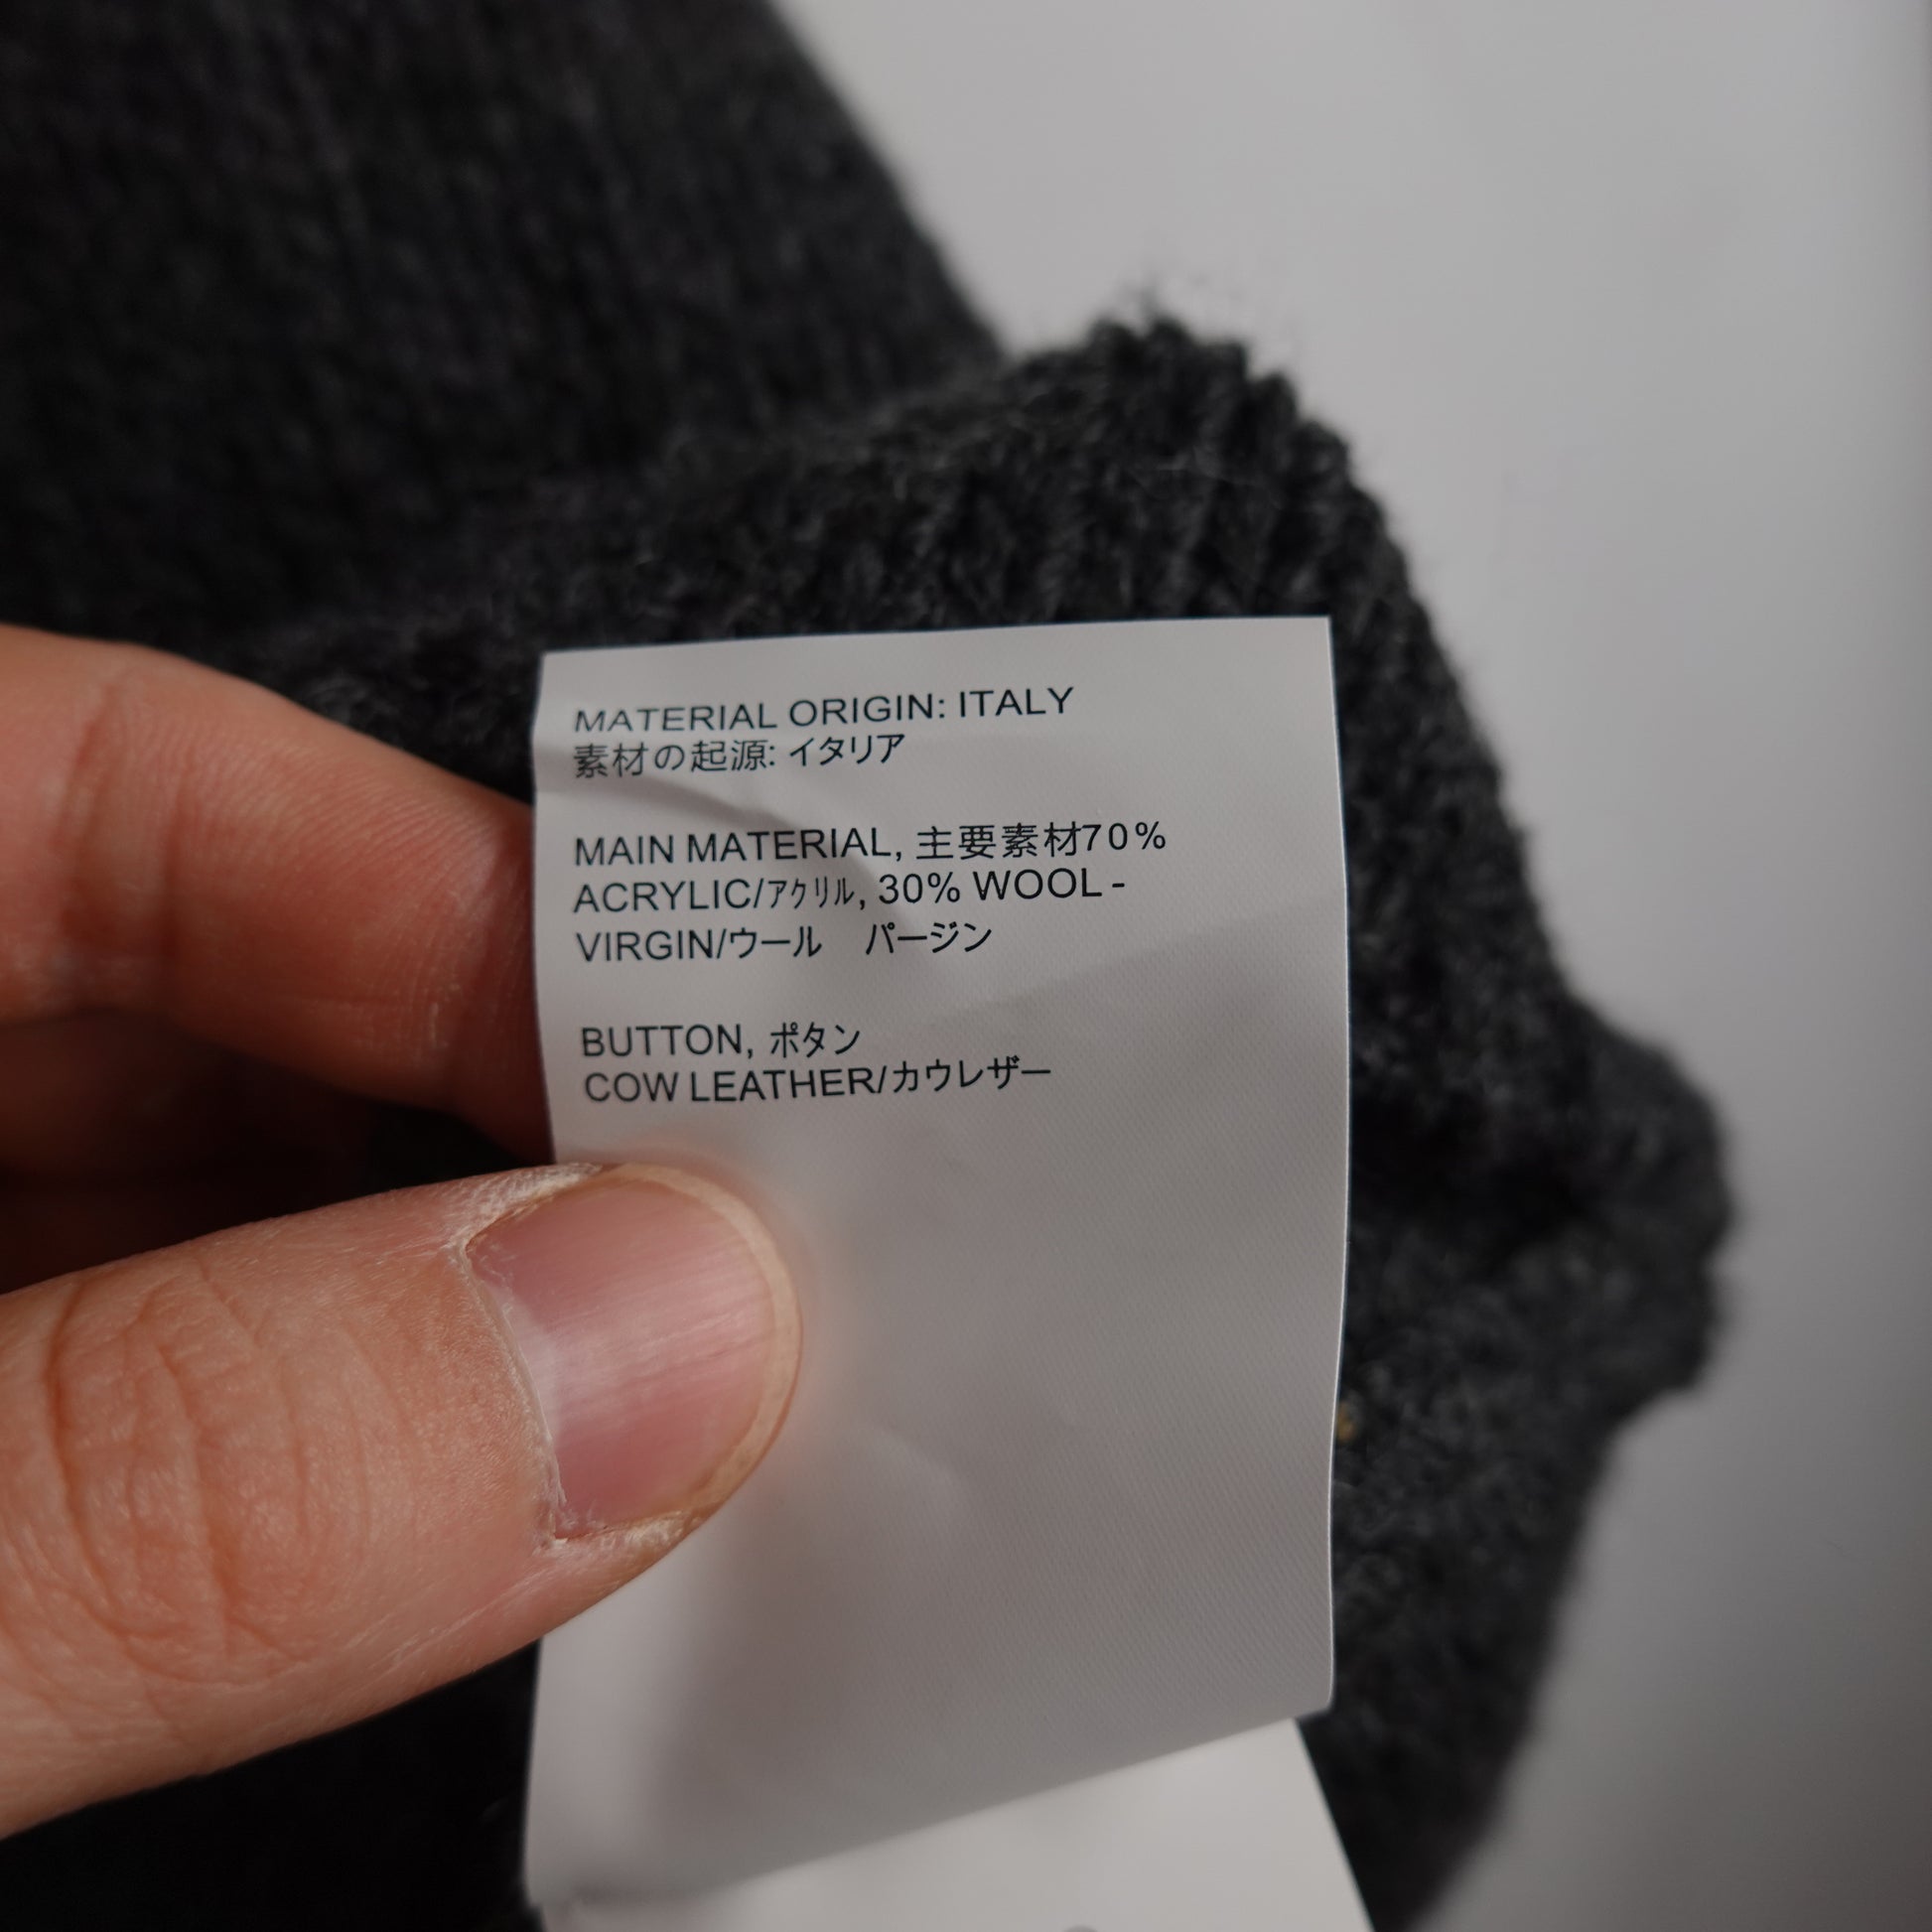 MATERIAL ORIGIN: ITALY
素材の起源: イタリア
MAIN MATERIAL, 主要素材70%
ACRYLIC/アクリル, 30% WOOL -
VIRGIN/ウール　パージン
BUTTON, ポタン
COW LEATHER/カウレザー